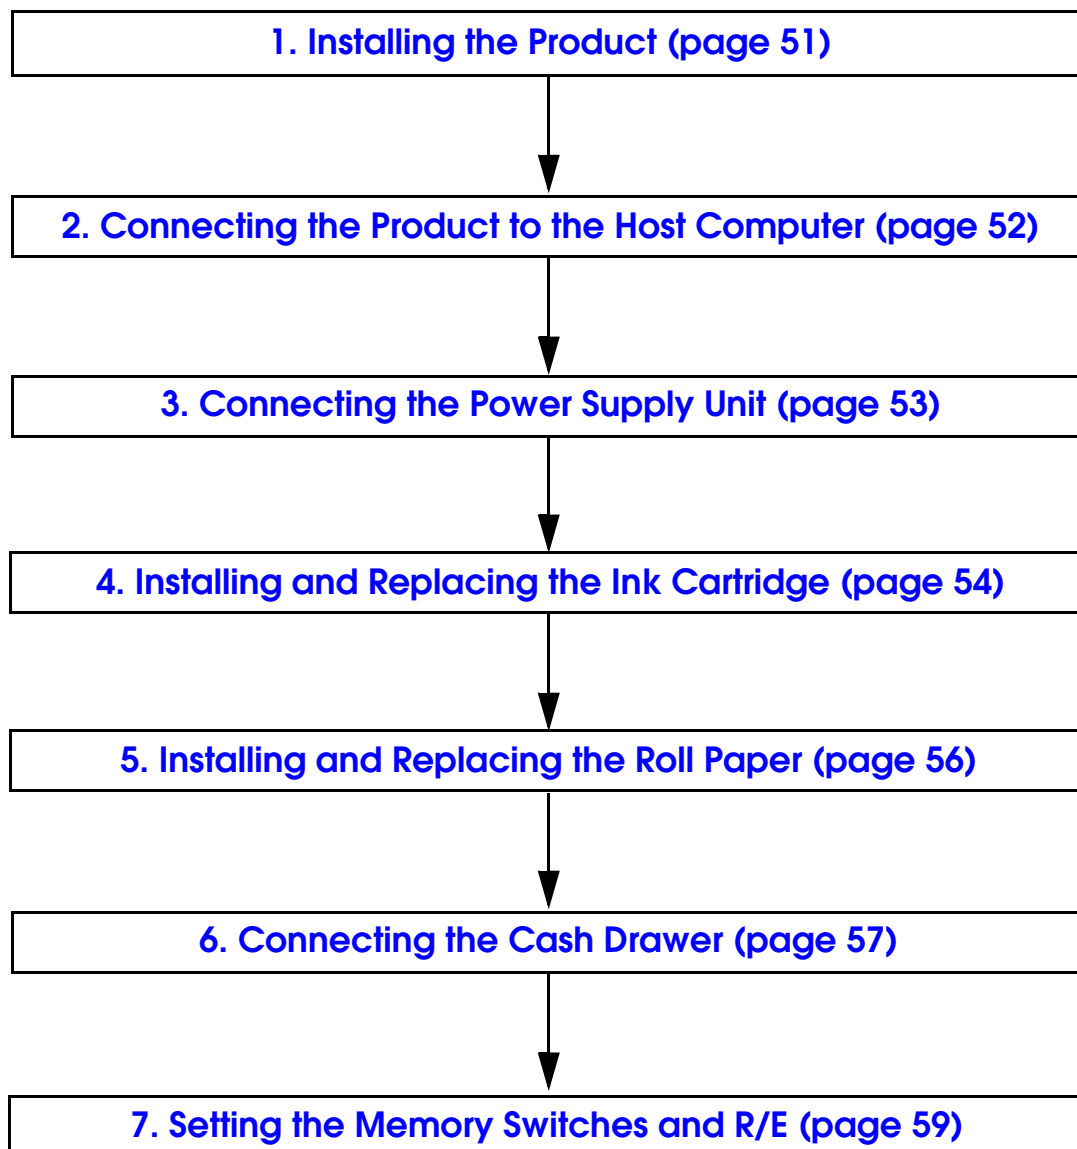 1. Installing the Product (page 51)
2. Connecting the Product to the Host Computer (page 52)
3. Connecting the Power Supply Unit (page 53)
4. Installing and Replacing the Ink Cartridge (page 54)
5. Installing and Replacing the Roll Paper (page 56)
6. Connecting the Cash Drawer (page 57)
7. Setting the Memory Switches and R/E (page 59)